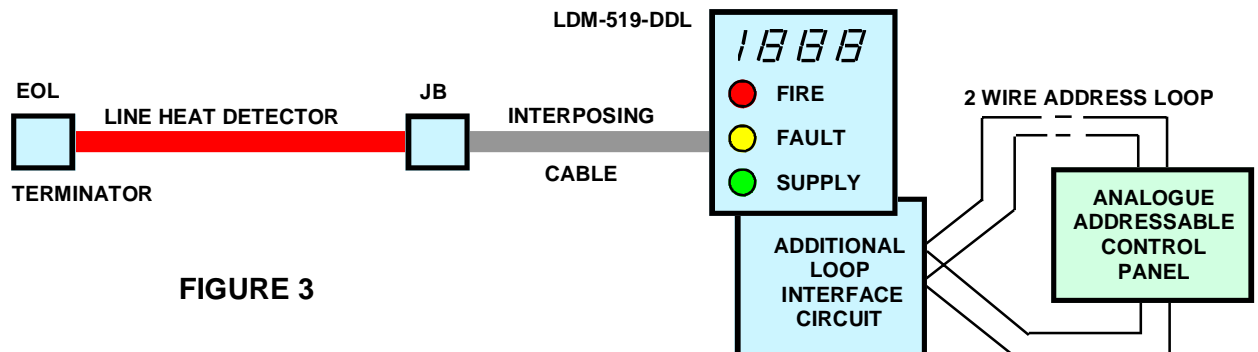 LDM-519-DDL
1888
EOL
JB
FIRE
2 WIRE ADDRESS LOOP
LINE HEAT DETECTOR
INTERPOSING
CABLE
FAULT
TERMINATOR
SUPPLY
ANALOGUE
ADDRESSABLE
CONTROL
PANEL
ADDITIONAL
LOOP
INTERFACE
CIRCUIT
FIGURE 3